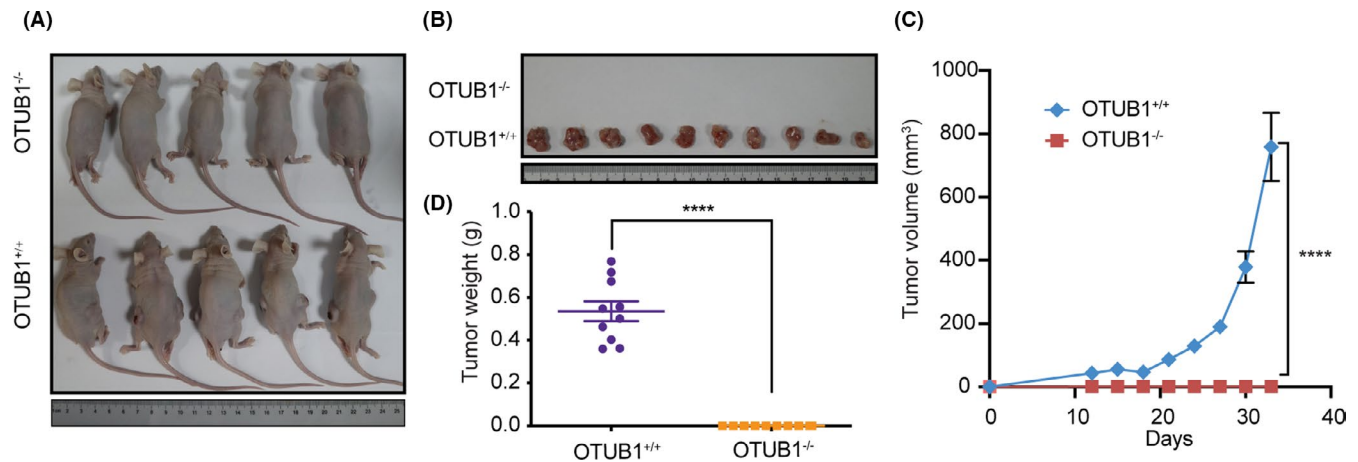 (A)
OTUB1-/-
OTUB1+/+
(B)
OTUB1-/-
OTUB1+/+
(C)
Tumor volume (mm3)
1000
800
600
400
200
0
OTUB1+/+
OTUB1-/-
****
0
10
20
30
40
Days
(D)
Tumor weight (g)
1.0
0.8
0.6
0.4
0.2
0.0
****
OTUB1+/+
OTUB1-/-